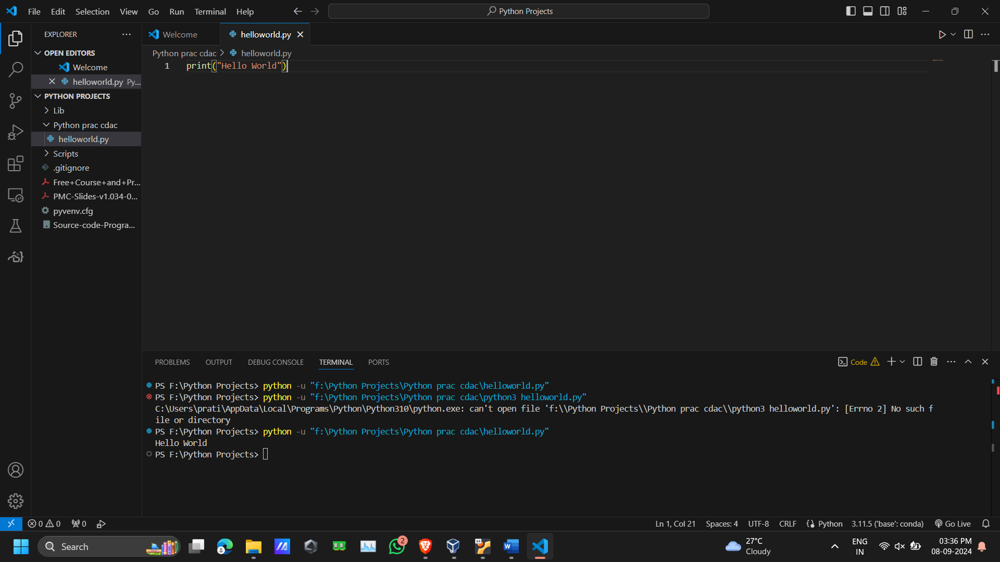 File Edit Selection View Go Run Terminal Help
Python Projects
EXPLORER
Welcome
helloworld.py
OPEN EDITORS
Python prac cdac > helloworld.py
Welcome
1 print("Hello World")
helloworld.py Py...
PYTHON PROJECTS
Lib
Python prac cdac
helloworld.py
Scripts
.gitignore
Free+Course+and+Pr...
PMC-Slides-v1.034-0...
pyvenv.cfg
Source-code-Progra...
PROBLEMS OUTPUT DEBUG CONSOLE TERMINAL PORTS
Code
PS F:\Python Projects> python -u "f:\Python Projects\Python prac cdac\helloworld.py"
PS F:\Python Projects> python -u "f:\Python Projects\Python prac cdac\python3 helloworld.py"
C:\Users\prati\AppData\Local\Programs\Python\Python310\python.exe: can't open file 'f:\\Python Projects\\Python prac cdac\\python3 helloworld.py': [Errno 2] No such f
ile or directory
PS F:\Python Projects> python -u "f:\Python Projects\Python prac cdac\helloworld.py"
Hello World
PS F:\Python Projects>
0 0 0
Ln 1, Col 21 Spaces: 4 UTF-8 CRLF {} Python 3.11.5 ('base': conda) Go Live
Search
2
64
27°C
Cloudy
ENG
IN
03:36 PM
08-09-2024